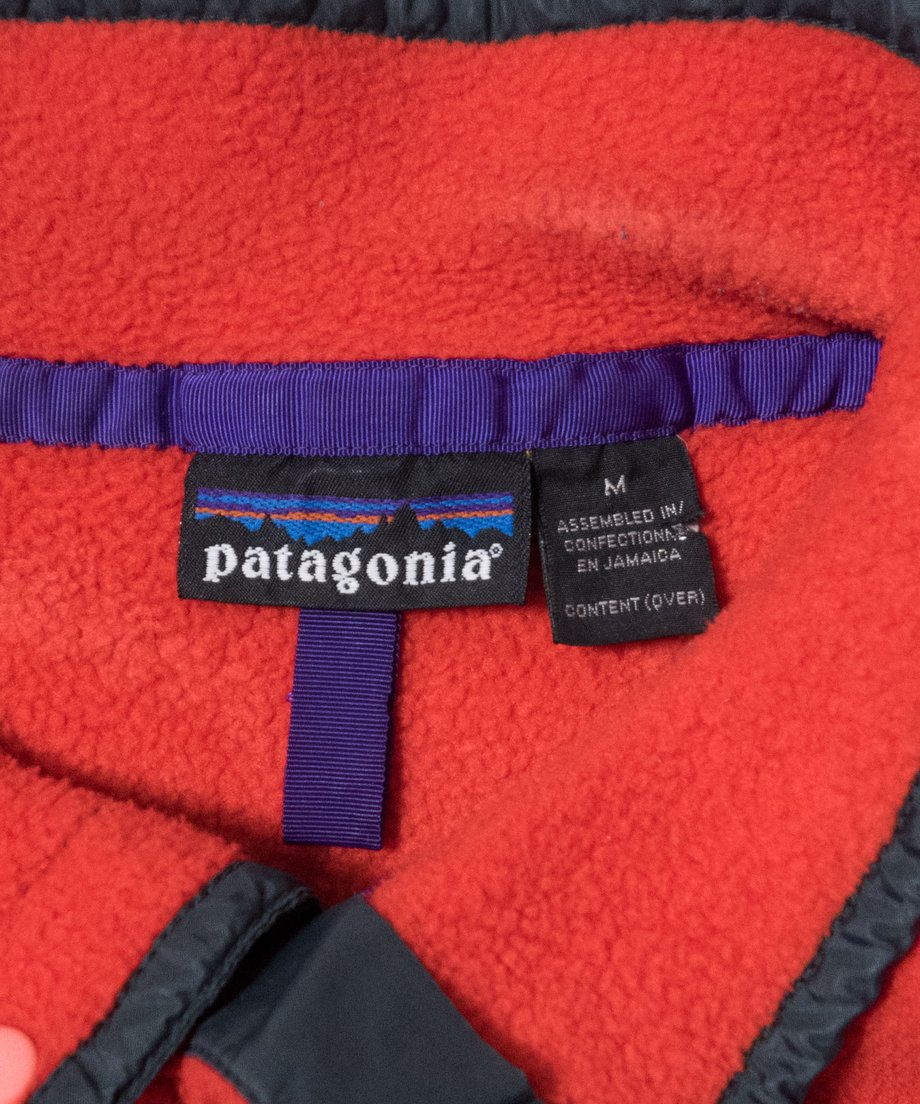 patagonia®
M
ASSEMBLED IN/
CONFECTIONNÉ
EN JAMAICA
CONTENT (OVER)